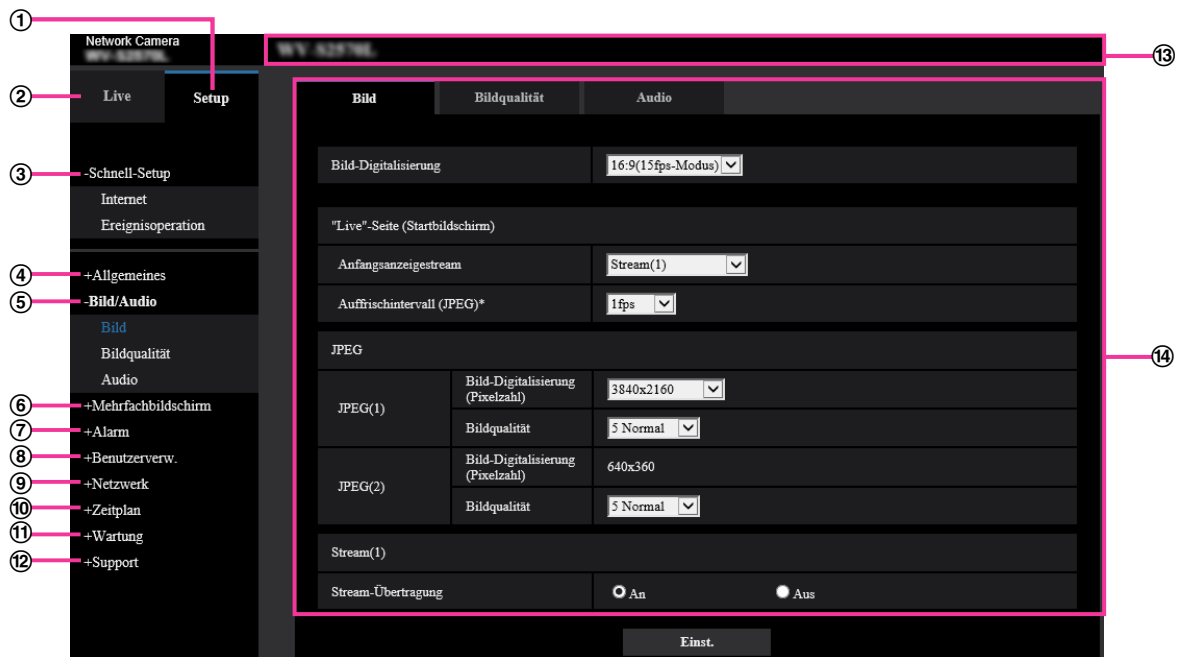 ①
Network Camera
WV-S2570L
⑬
② Live Setup
Bild Bildqualität Audio
③ -Schnell-Setup
Internet
Ereignisoperation
④ +Allgemeines
⑤ -Bild/Audio
Bild
Bildqualität
Audio
⑥ +Mehrfachbildschirm
⑦ +Alarm
⑧ +Benutzerverw.
⑨ +Netzwerk
⑩ +Zeitplan
⑪ +Wartung
⑫ +Support
Bild-Digitalisierung 16:9(15fps-Modus)
"Live"-Seite (Startbildschirm)
Anfangsanzeigestream Stream(1)
Auffrischintervall (JPEG)* 1fps
JPEG
⑭
JPEG(1)
Bild-Digitalisierung
(Pixelzahl)
3840x2160
Bildqualität 5 Normal
JPEG(2)
Bild-Digitalisierung
(Pixelzahl)
640x360
Bildqualität 5 Normal
Stream(1)
Stream-Übertragung An Aus
Einst.